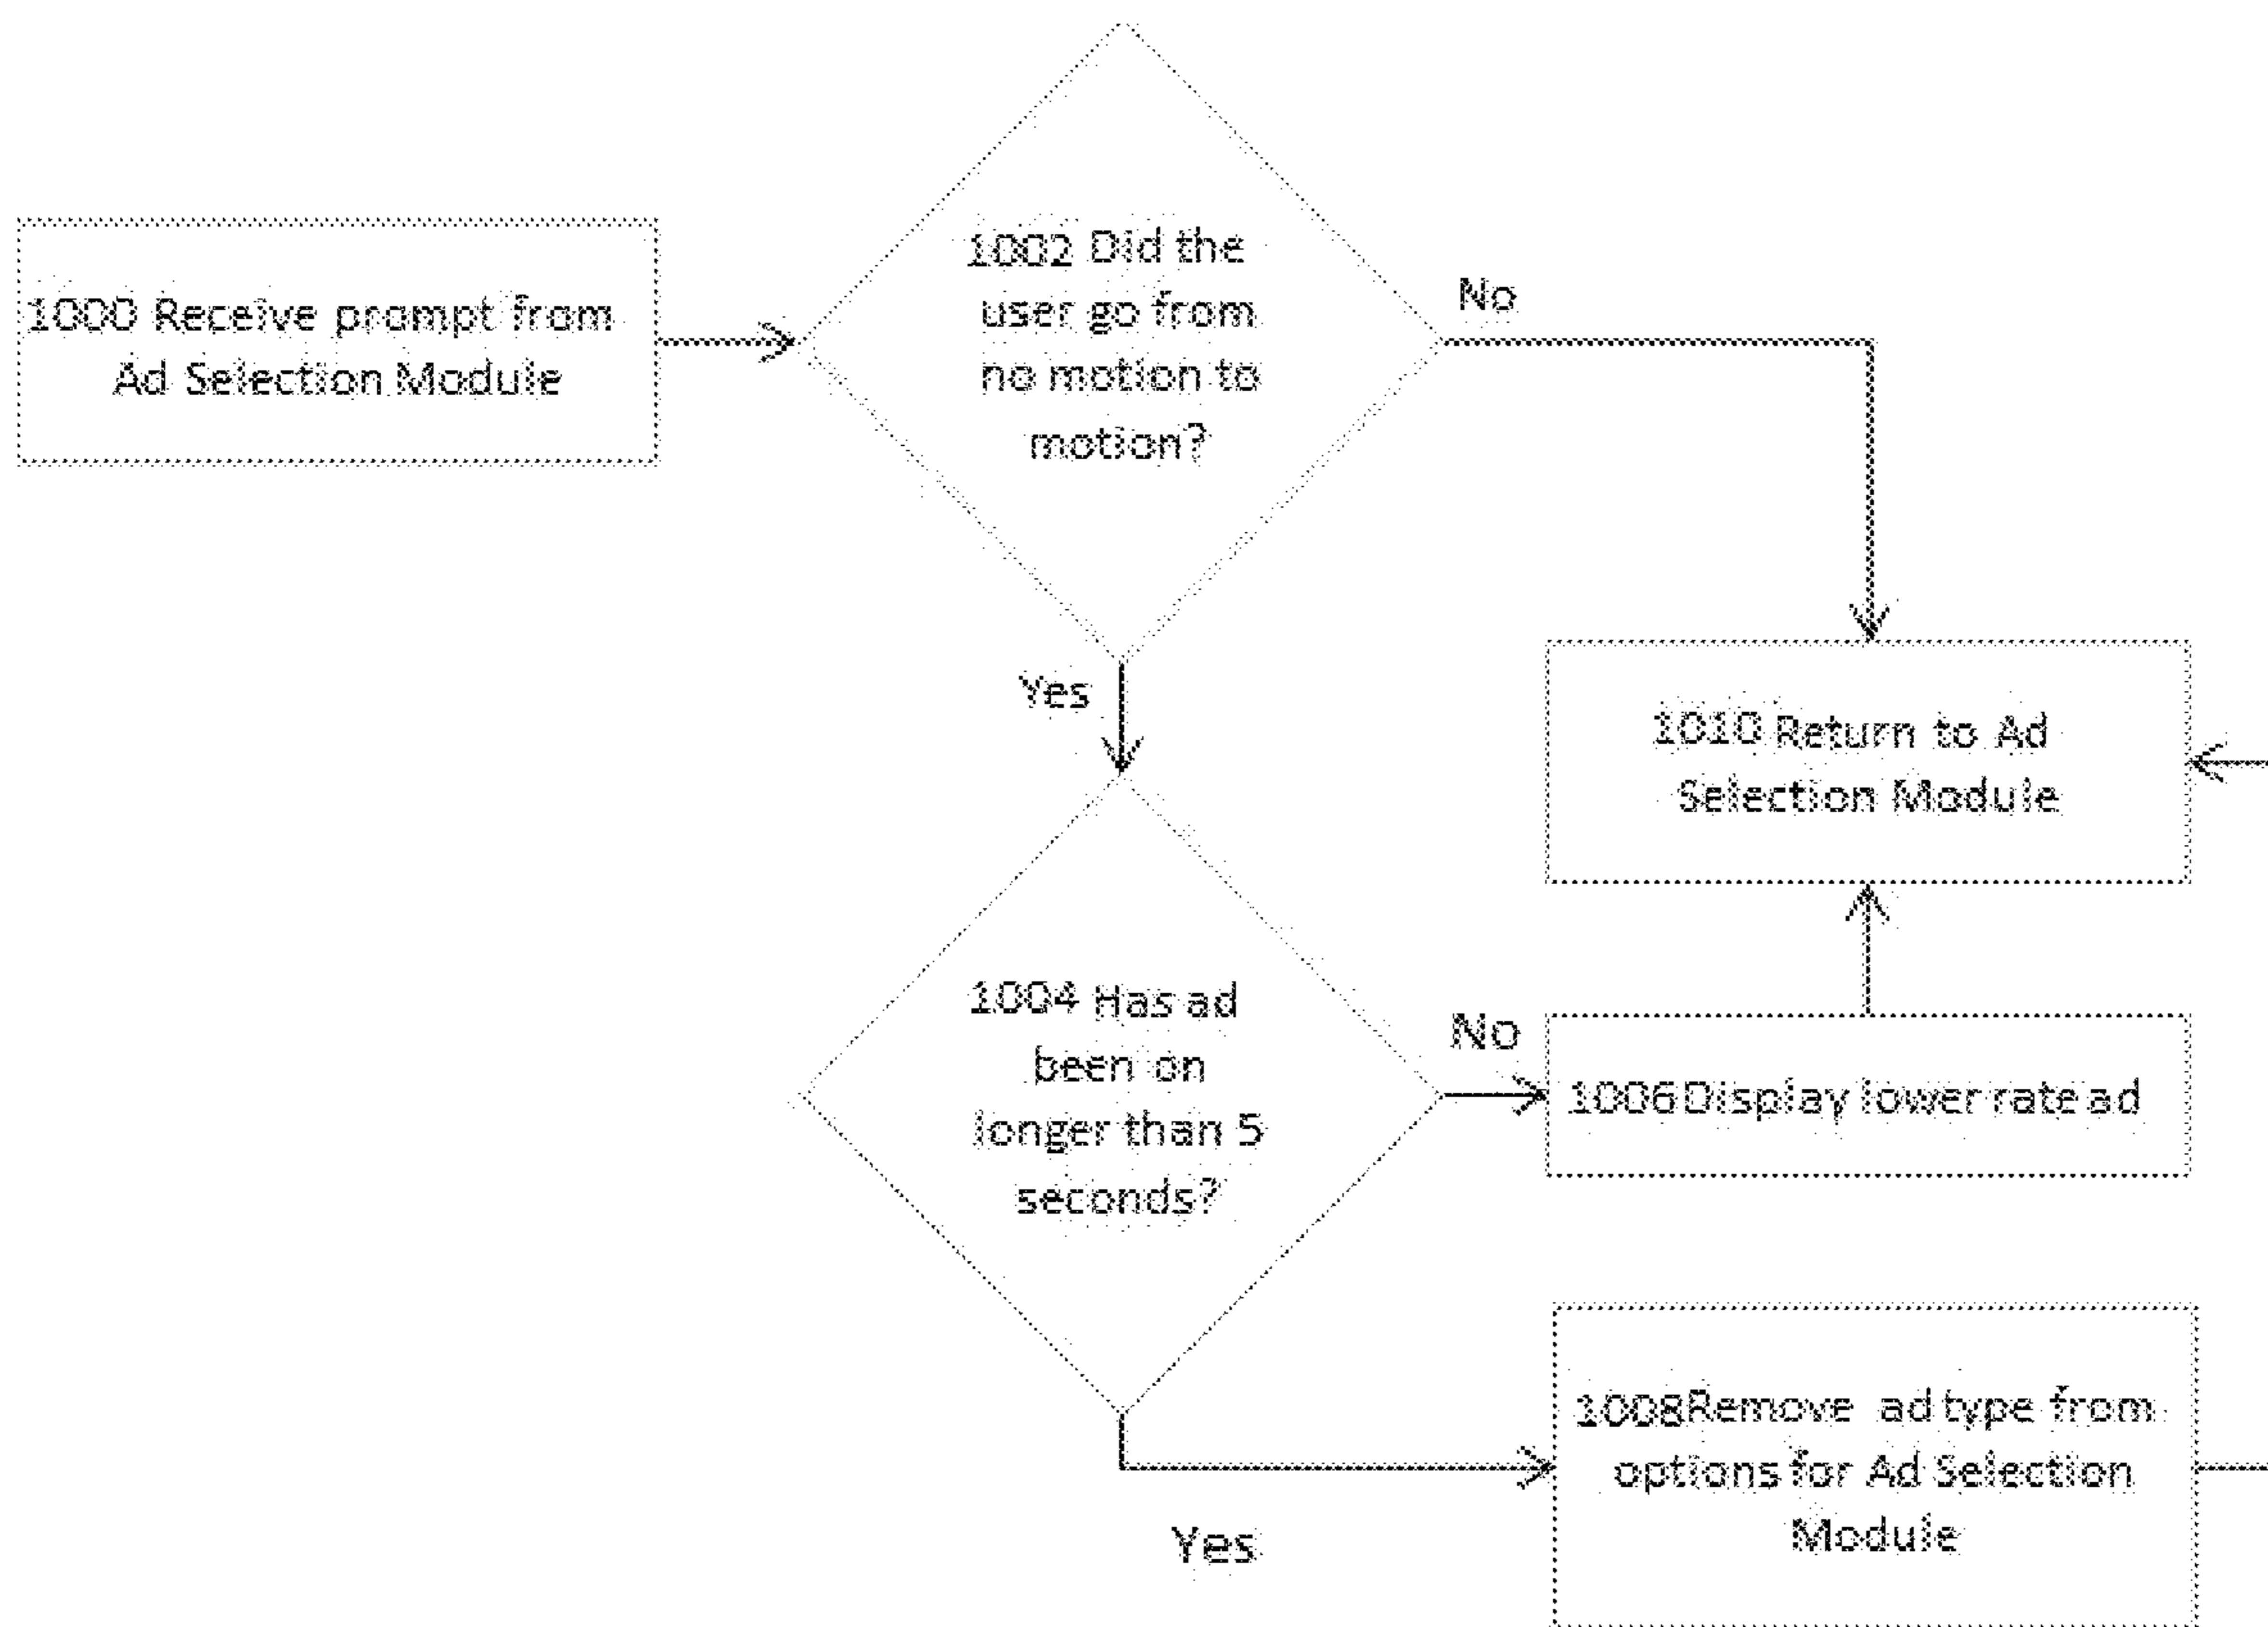 1000 Receive prompt from
Ad Selection Module
1002 Did the
user go from
no motion to
motion?
No
Yes
1010 Return to Ad
Selection Module
1004 Has ad
been on
longer than 5
seconds?
No
1006 Display lower rate ad
Yes
1008 Remove ad type from
options for Ad Selection
Module